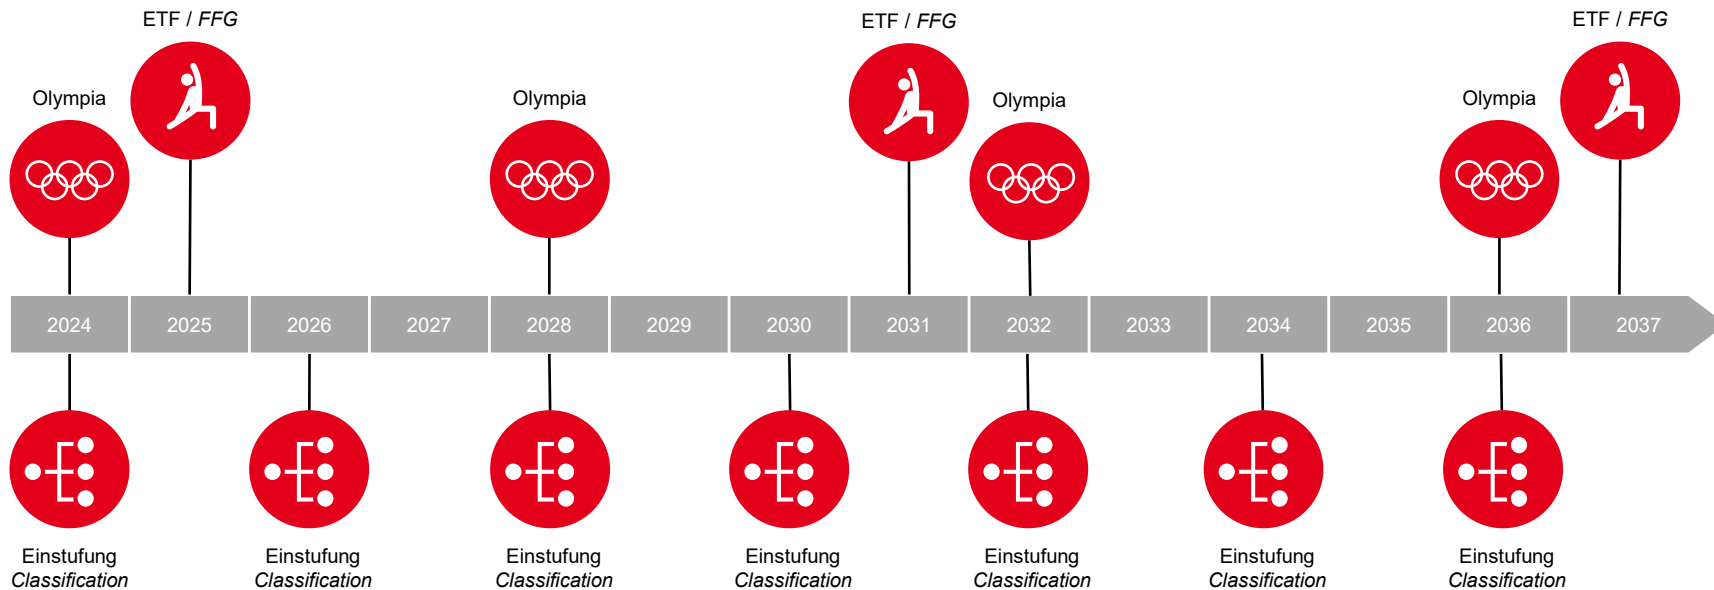 ETF / FFG
ETF / FFG
ETF / FFG
Olympia
Olympia
Olympia
Olympia
2024
2025
2026
2027
2028
2029
2030
2031
2032
2033
2034
2035
2036
2037
Einstufung
Classification
Einstufung
Classification
Einstufung
Classification
Einstufung
Classification
Einstufung
Classification
Einstufung
Classification
Einstufung
Classification